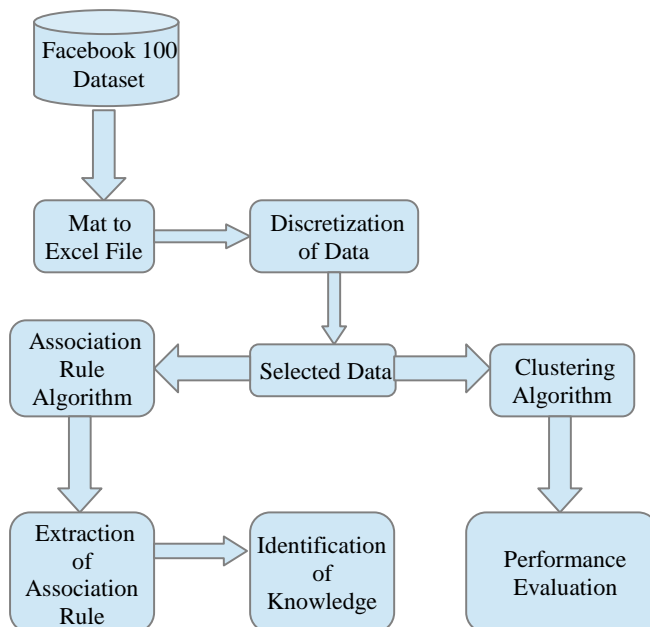 Facebook 100
Dataset
Mat to
Excel File
Discretization
of Data
Association
Rule
Algorithm
Selected Data
Clustering
Algorithm
Extraction
of
Association
Rule
Identification
of
Knowledge
Performance
Evaluation